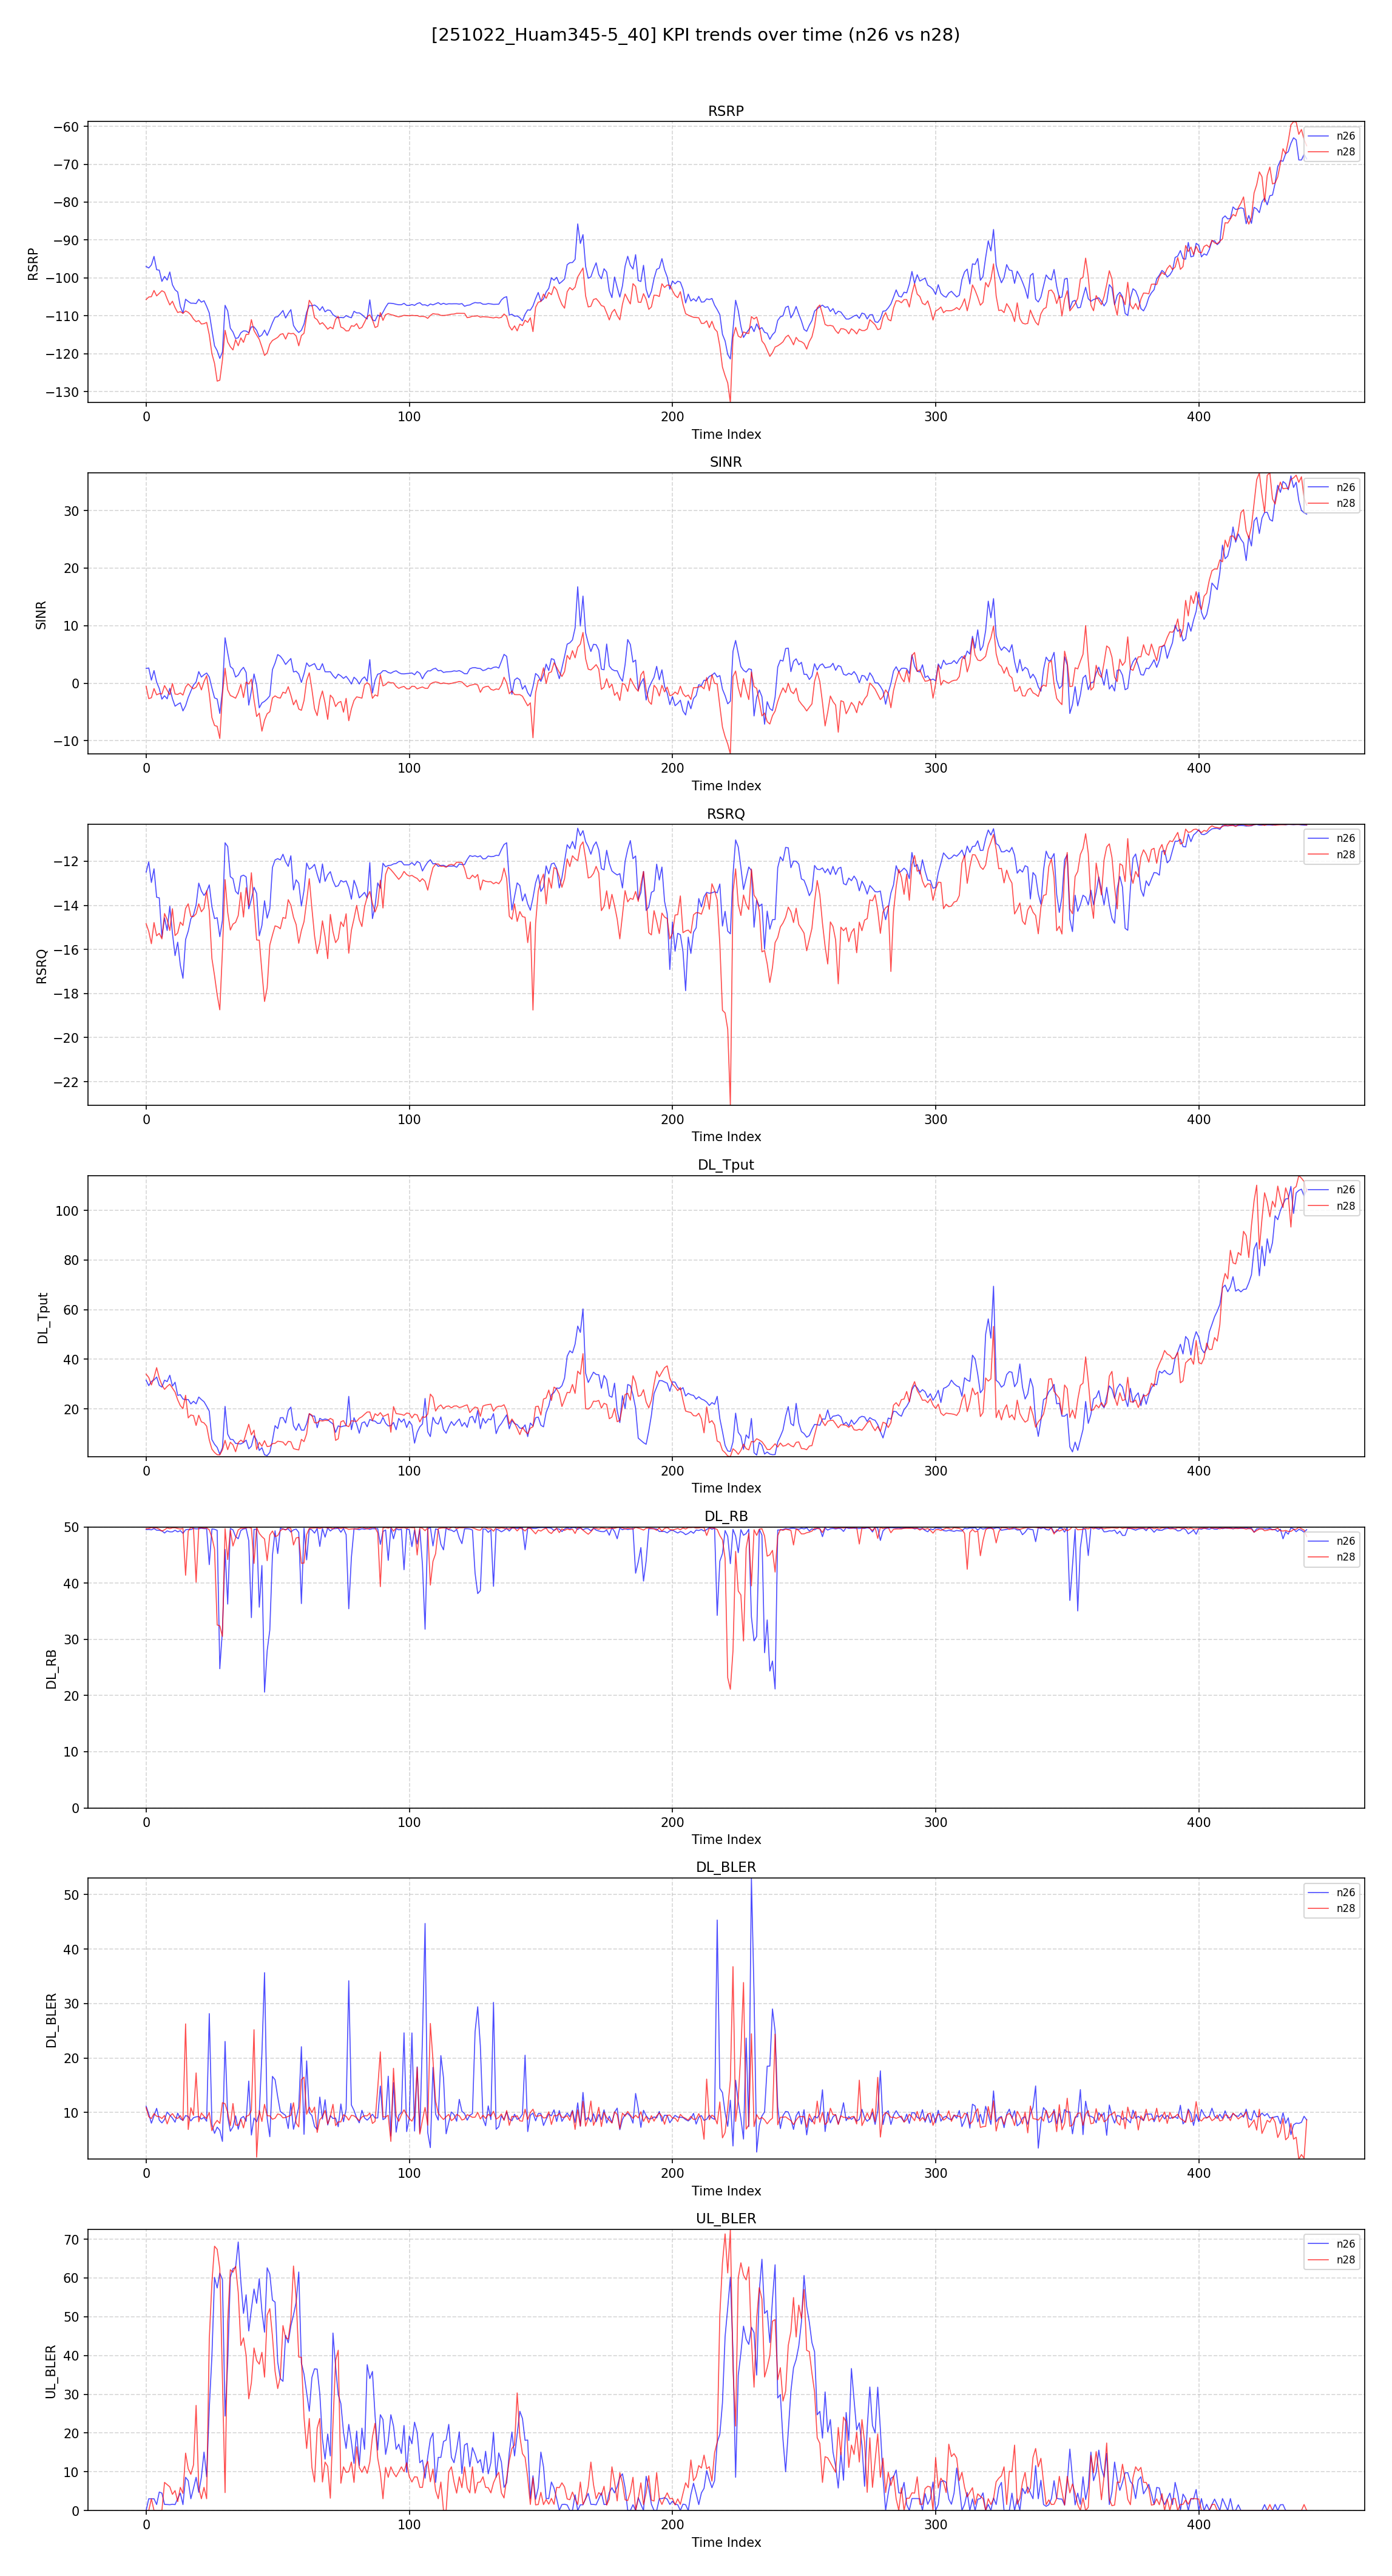 [251022_Huam345-5_40] KPI trends over time (n26 vs n28)
RSRP
−60
−70
−80
−90
−100
−110
−120
−130
RSRP
n26
n28
0 100 200 300 400
Time Index
SINR
30
20
10
0
−10
SINR
n26
n28
0 100 200 300 400
Time Index
RSRQ
−12
−14
−16
−18
−20
−22
RSRQ
n26
n28
0 100 200 300 400
Time Index
DL_Tput
100
80
60
40
20
DL_Tput
n26
n28
0 100 200 300 400
Time Index
DL_RB
50
40
30
20
10
0
DL_RB
n26
n28
0 100 200 300 400
Time Index
DL_BLER
50
40
30
20
10
DL_BLER
n26
n28
0 100 200 300 400
Time Index
UL_BLER
70
60
50
40
30
20
10
0
UL_BLER
n26
n28
0 100 200 300 400
Time Index